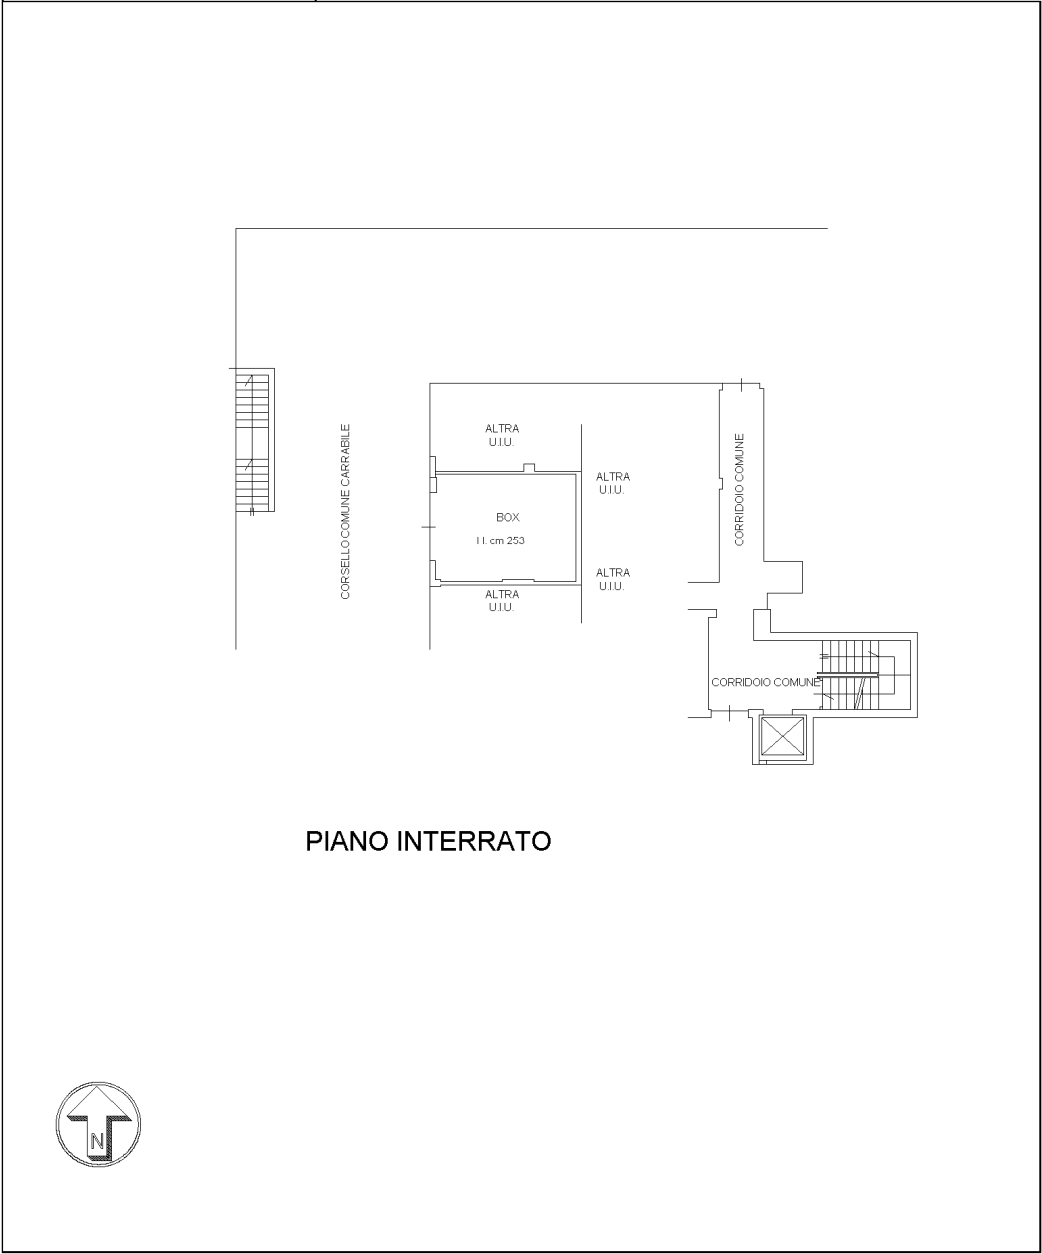 ALTRA
U.I.U.
CORSELLO COMUNE CARRABILE
CORRIDOIO COMUNE
ALTRA
U.I.U.
BOX
H. cm 253
ALTRA
U.I.U.
ALTRA
U.I.U.
CORRIDOIO COMUNE
PIANO INTERRATO
N